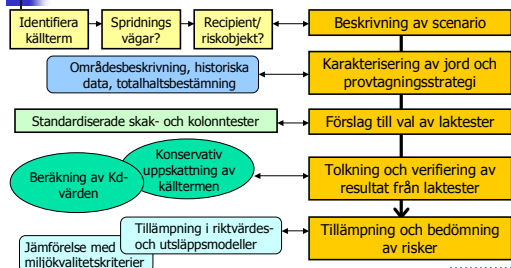 Identifiera
källterm
Spridnings
vägar?
Recipient/
riskobjekt?
Beskrivning av scenario
Områdesbeskrivning, historiska
data, totalhaltsbestämning
Karakterisering av jord och
provtagningsstrategi
Standardiserade skak- och kolonntester
Förslag till val av laktester
Konservativ
uppskattning av
källtermen
Beräkning av Kd-
värden
Tolkning och verifiering av
resultat från laktester
Tillämpning i riktvärdes-
och utsläppsmodeller
Tillämpning och bedömning
av risker
Jämförelse med
miljökvalitetskriterier